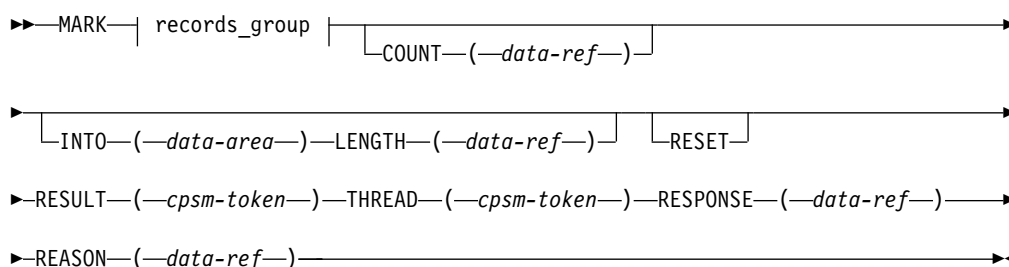 MARK records_group
COUNT ( data-ref )
INTO ( data-area ) LENGTH ( data-ref ) RESET
RESULT ( cpsm-token ) THREAD ( cpsm-token ) RESPONSE ( data-ref )
REASON ( data-ref )